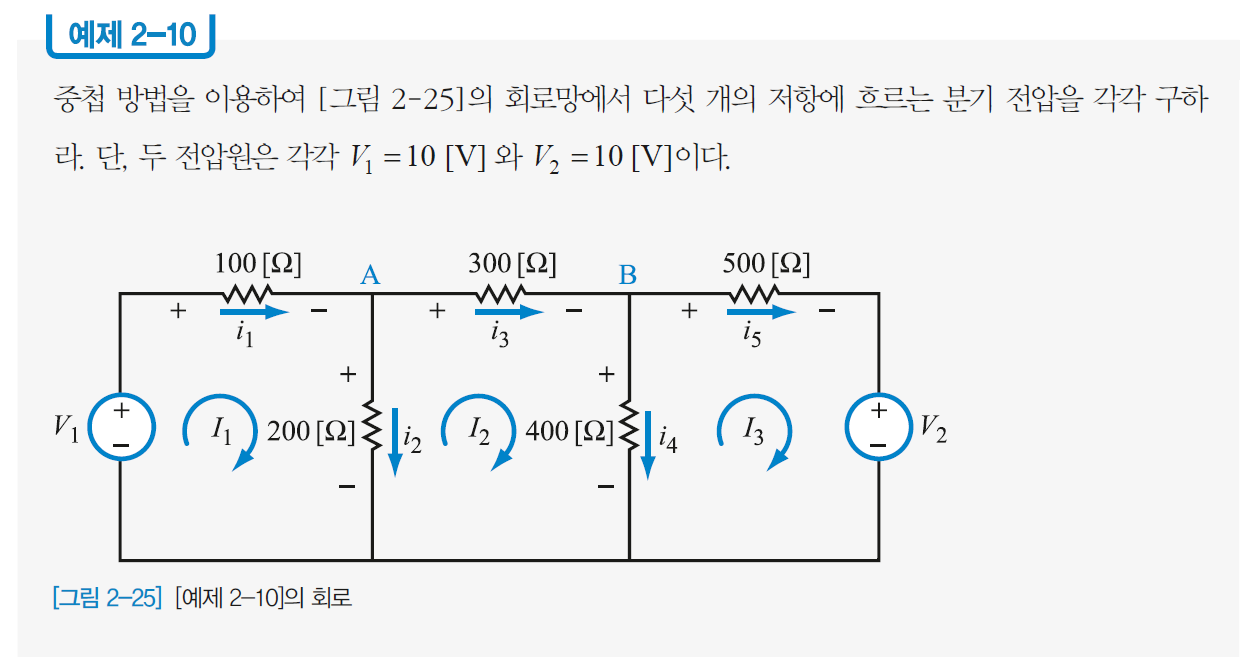 예제 2-10
중첩 방법을 이용하여 [그림 2-25]의 회로망에서 다섯 개의 저항에 흐르는 분기 전압을 각각 구하
라. 단, 두 전압원은 각각 V₁ = 10 [V] 와 V₂ = 10 [V]이다.
100[Ω] A 300[Ω] B 500[Ω]
+ − + − + −
i₁ i₃ i₅
+ +
V₁ + − I₁ 200[Ω] i₂ I₂ 400[Ω] i₄ I₃ + − V₂
− −
[그림 2-25] [예제 2-10]의 회로